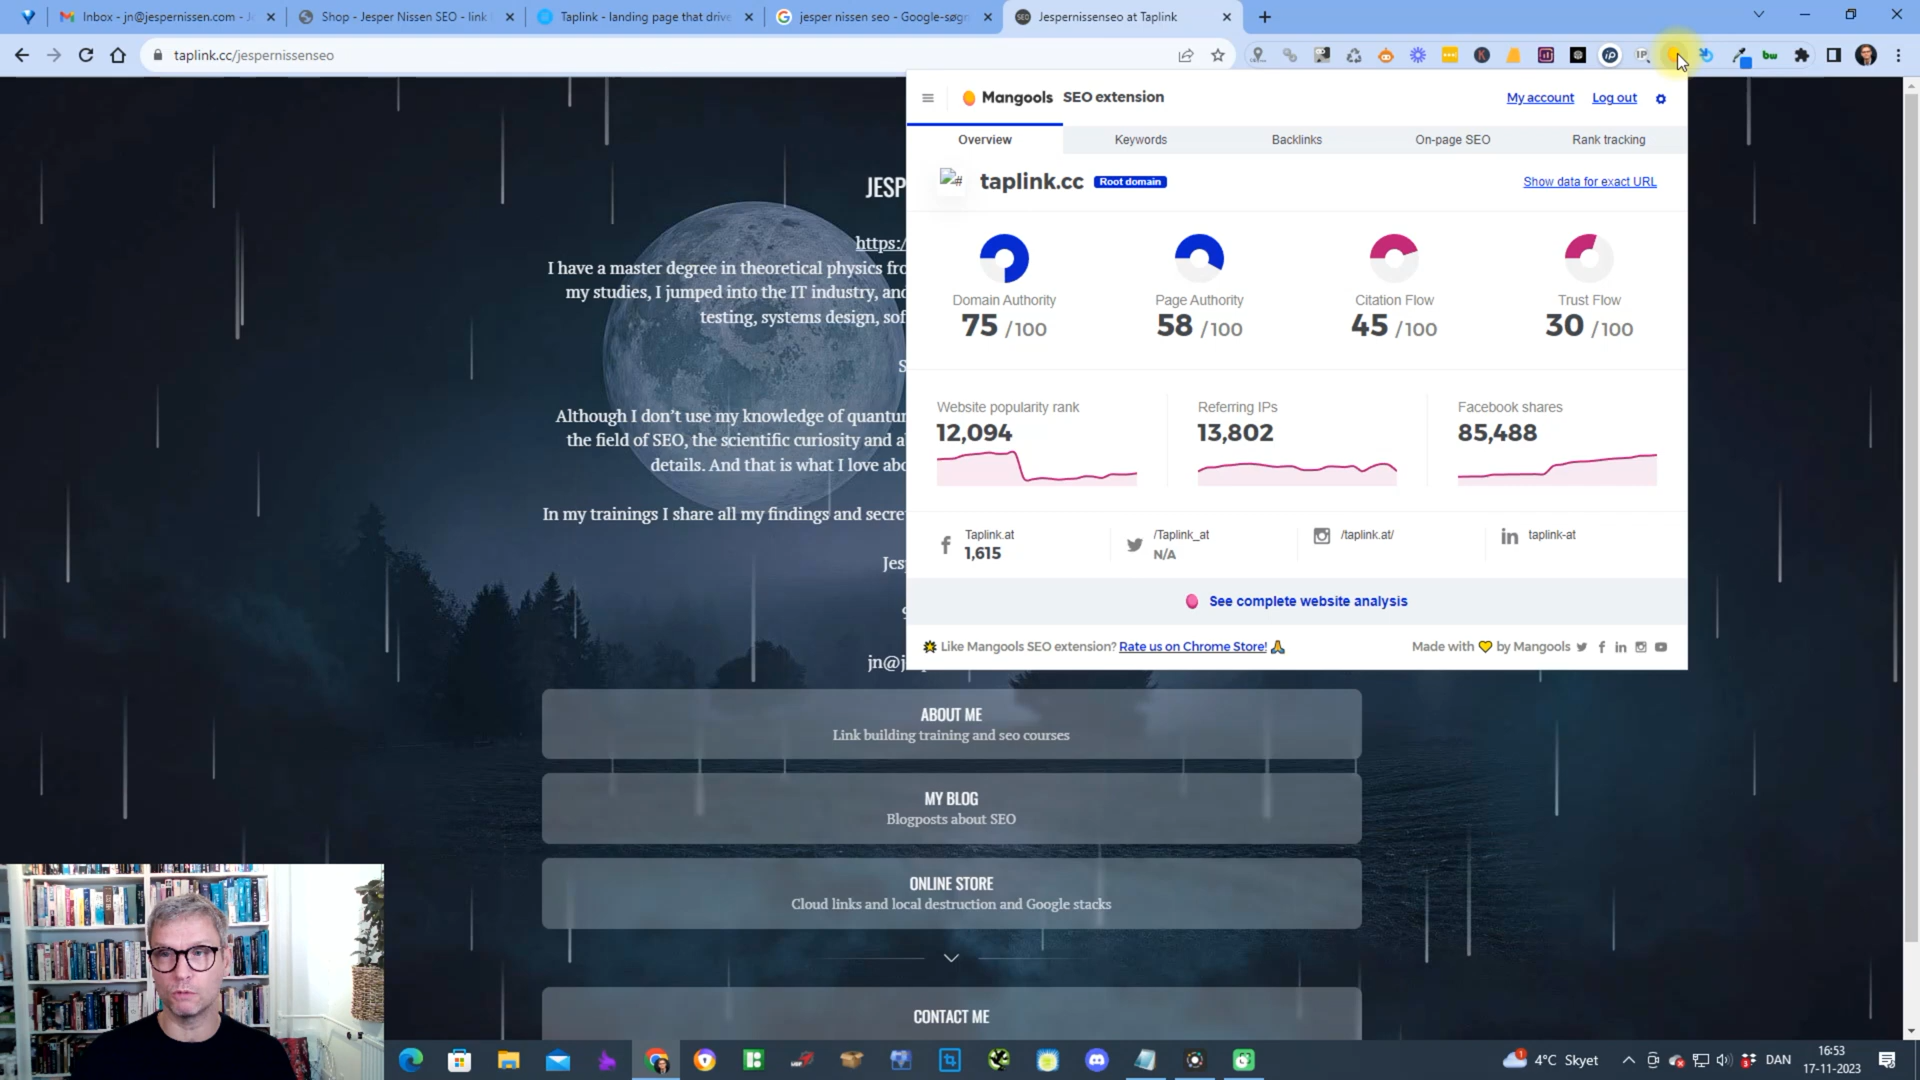 Inbox - jn@jespernissen.com - J
Shop - Jesper Nissen SEO - link
Taplink - landing page that drive
jesper nissen seo - Google-søgn
Jespernissenseo at Taplink
taplink.cc/jespernissenseo
Mangools SEO extension
My account
Log out
Overview
Keywords
Backlinks
On-page SEO
Rank tracking
taplink.cc
Root domain
Show data for exact URL
Domain Authority
75 /100
Page Authority
58 /100
Citation Flow
45 /100
Trust Flow
30 /100
Website popularity rank
12,094
Referring IPs
13,802
Facebook shares
85,488
Taplink.at
1,615
/Taplink_at
N/A
/taplink.at/
taplink-at
See complete website analysis
Like Mangools SEO extension? Rate us on Chrome Store!
Made with by Mangools
JESP
https:/
I have a master degree in theoretical physics fro
my studies, I jumped into the IT industry, and
testing, systems design, sof
S
Although I don't use my knowledge of quantur
the field of SEO, the scientific curiosity and a
details. And that is what I love abo
In my trainings I share all my findings and secre
Jes
jn@j
ABOUT ME
Link building training and seo courses
MY BLOG
Blogposts about SEO
ONLINE STORE
Cloud links and local destruction and Google stacks
CONTACT ME
4°C Skyet
DAN
16:53
17-11-2023